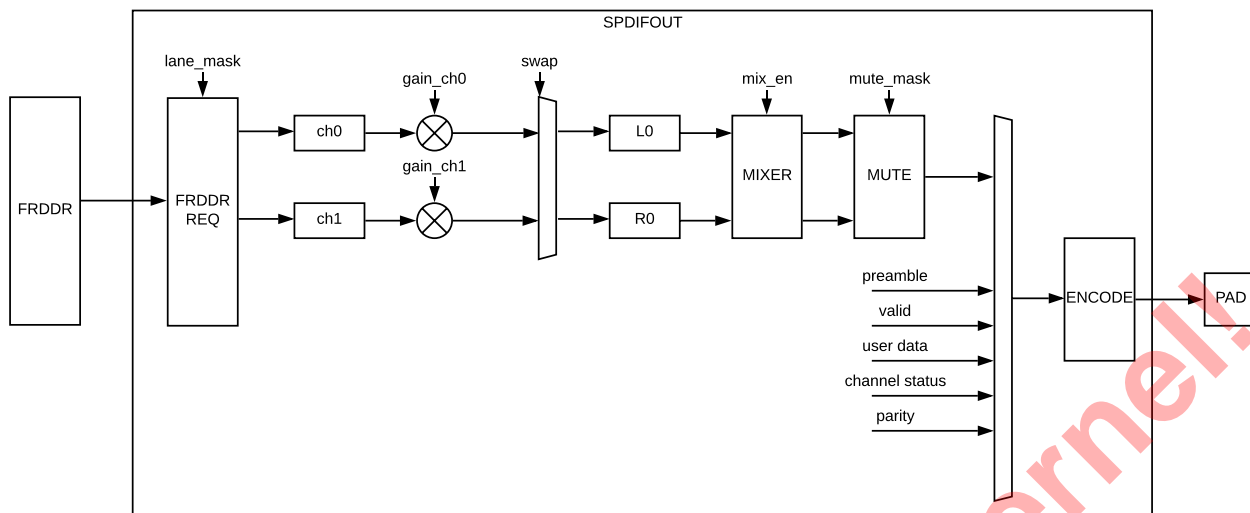 SPDIFOUT
lane_mask
swap
gain_ch0
mix_en
mute_mask
ch0
L0
gain_ch1
FRDDR
FRDDR
REQ
MIXER
MUTE
ch1
R0
preamble
valid
user data
channel status
parity
ENCODE
PAD
ernel!